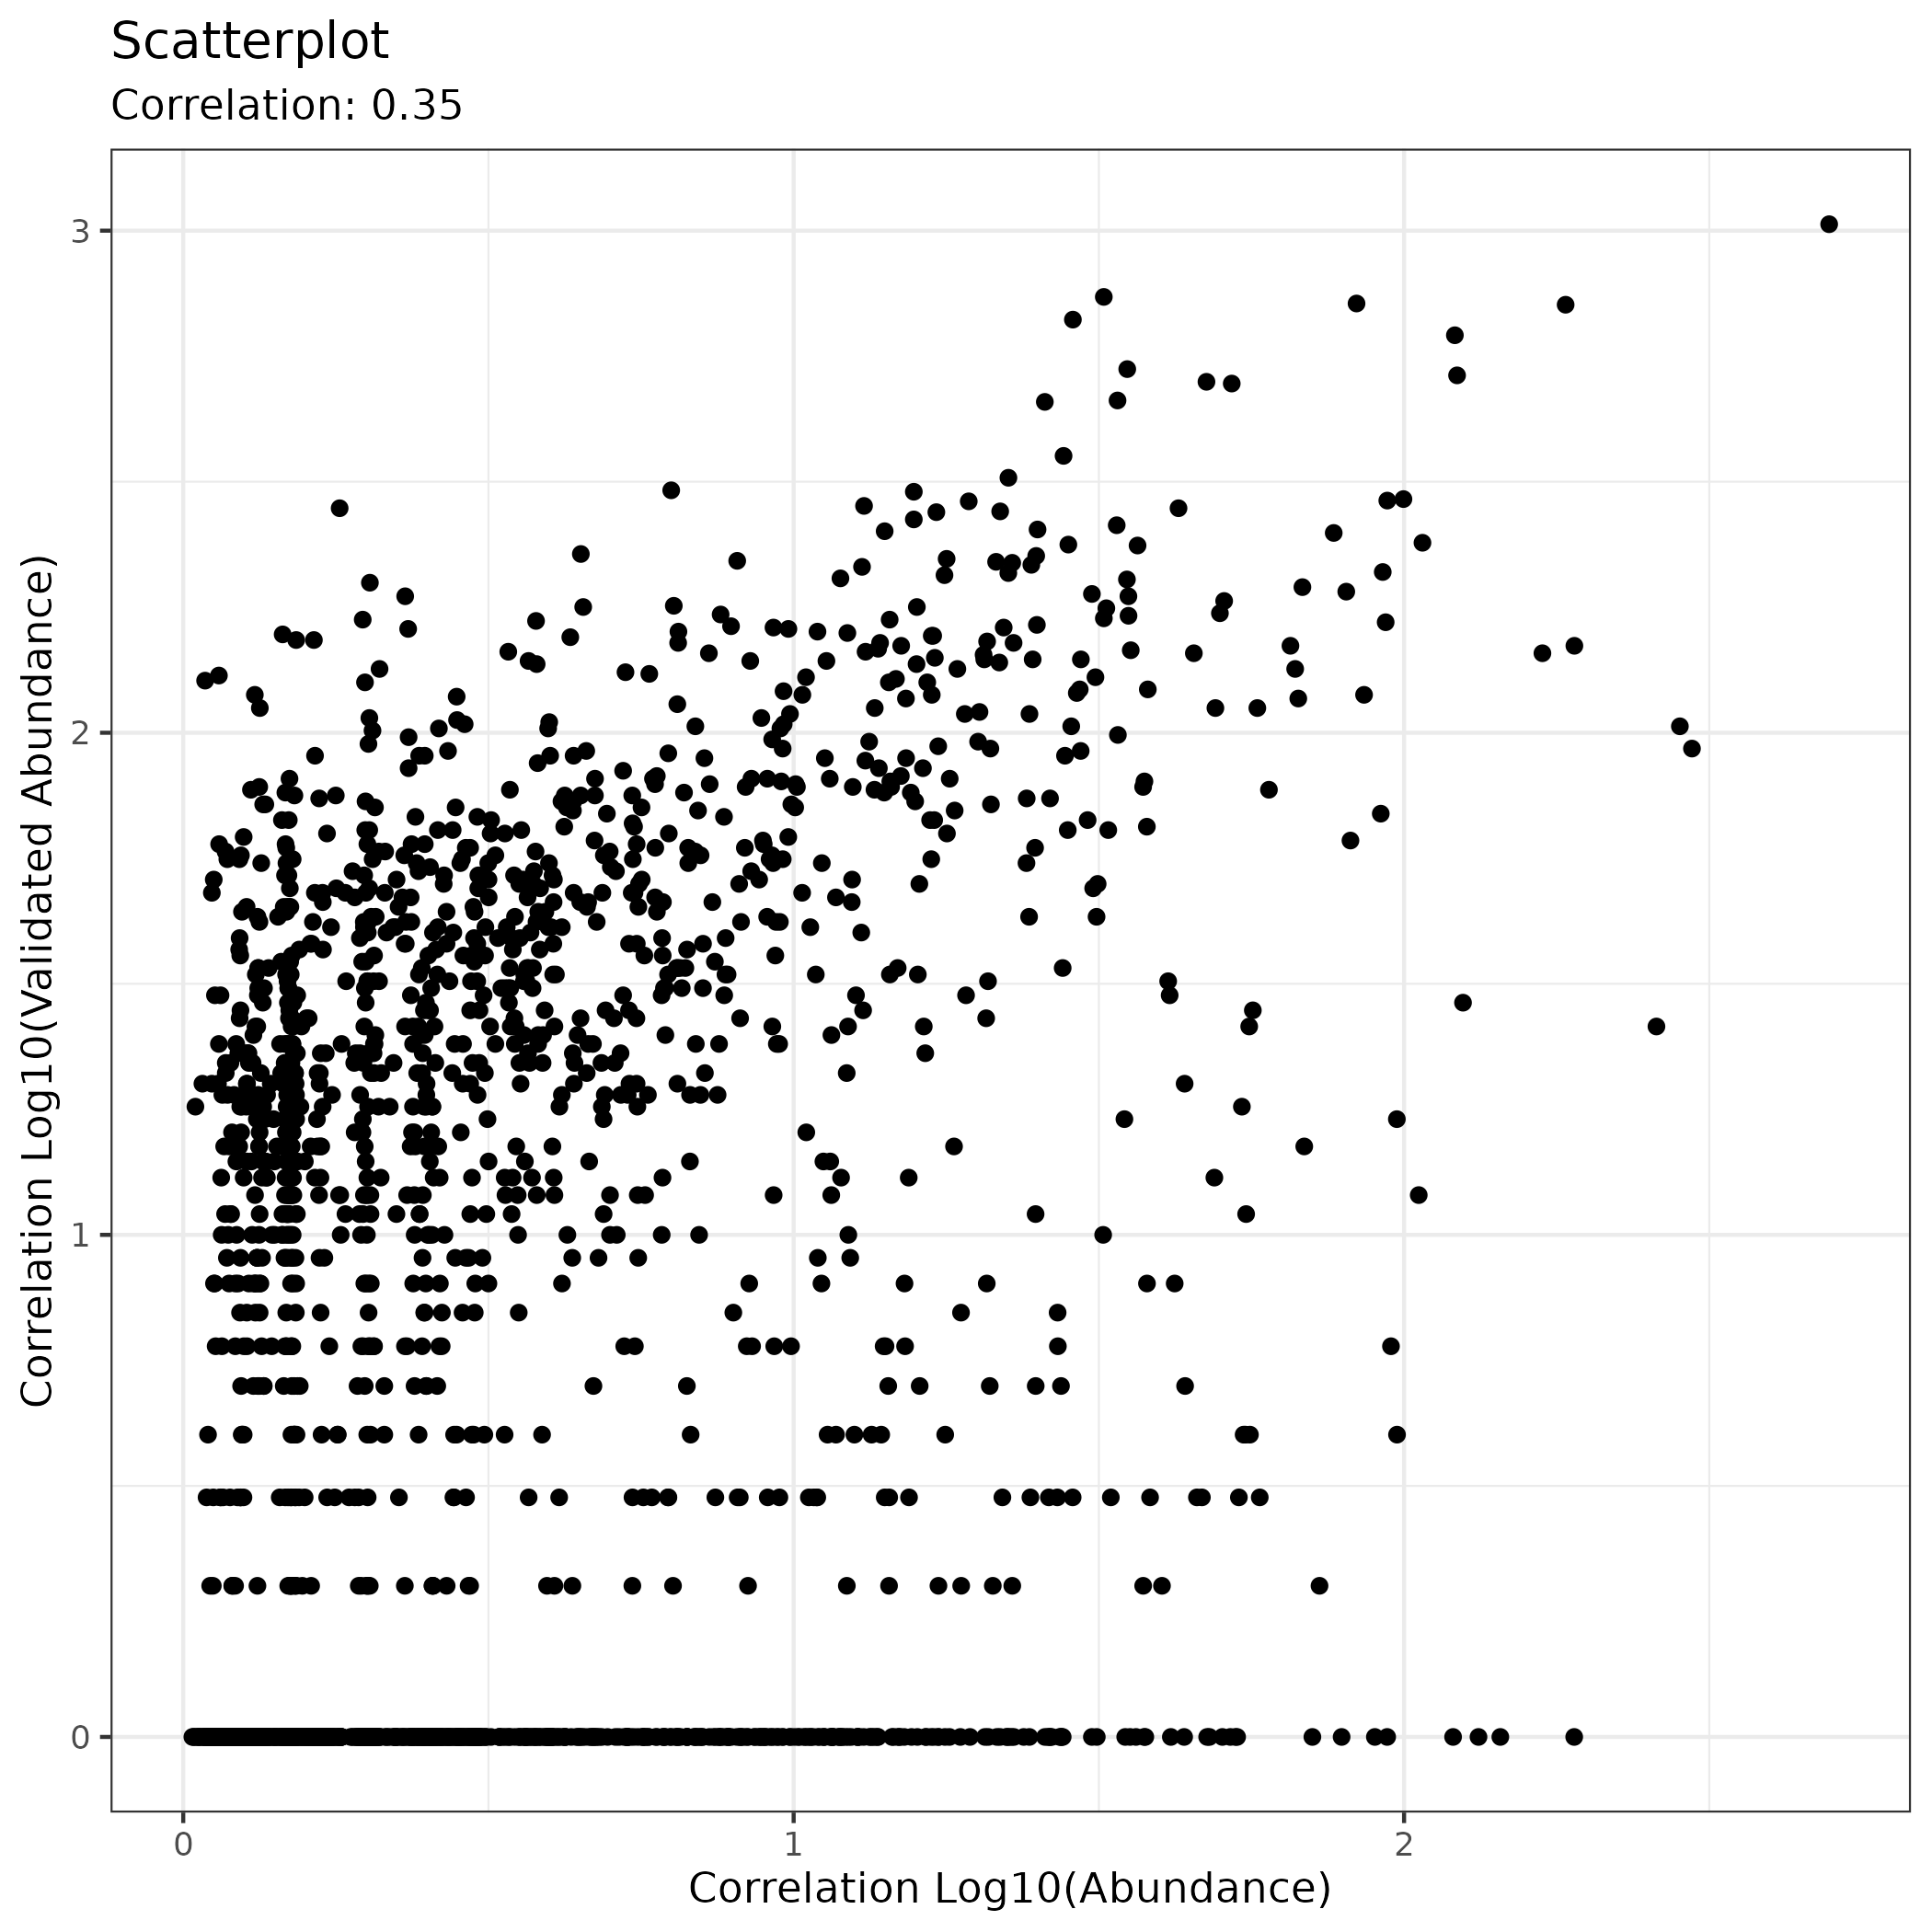 Scatterplot
Correlation: 0.35
Correlation Log10(Validated Abundance)
3
2
1
0
0
1
2
Correlation Log10(Abundance)